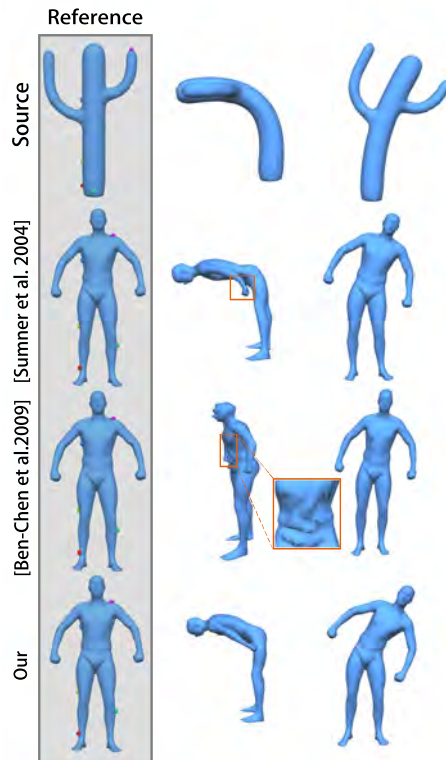 Reference
Source
[Sumner et al. 2004]
[Ben-Chen et al.2009]
Our